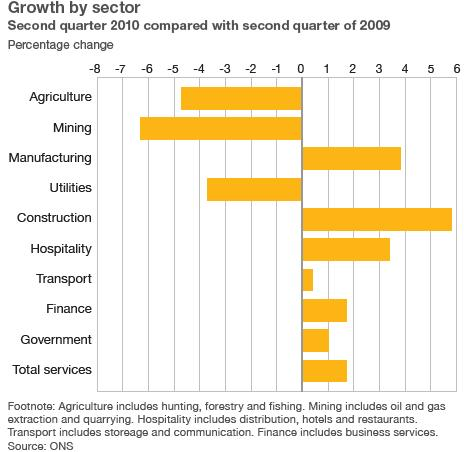 Growth by sector
Second quarter 2010 compared with second quarter of 2009
Percentage change
-8 -7 -6 -5 -4 -3 -2 -1 0 1 2 3 4 5 6
Agriculture
Mining
Manufacturing
Utilities
Construction
Hospitality
Transport
Finance
Government
Total services
Footnote: Agriculture includes hunting, forestry and fishing. Mining includes oil and gas
extraction and quarrying. Hospitality includes distribution, hotels and restaurants.
Transport includes storeage and communication. Finance includes business services.
Source: ONS